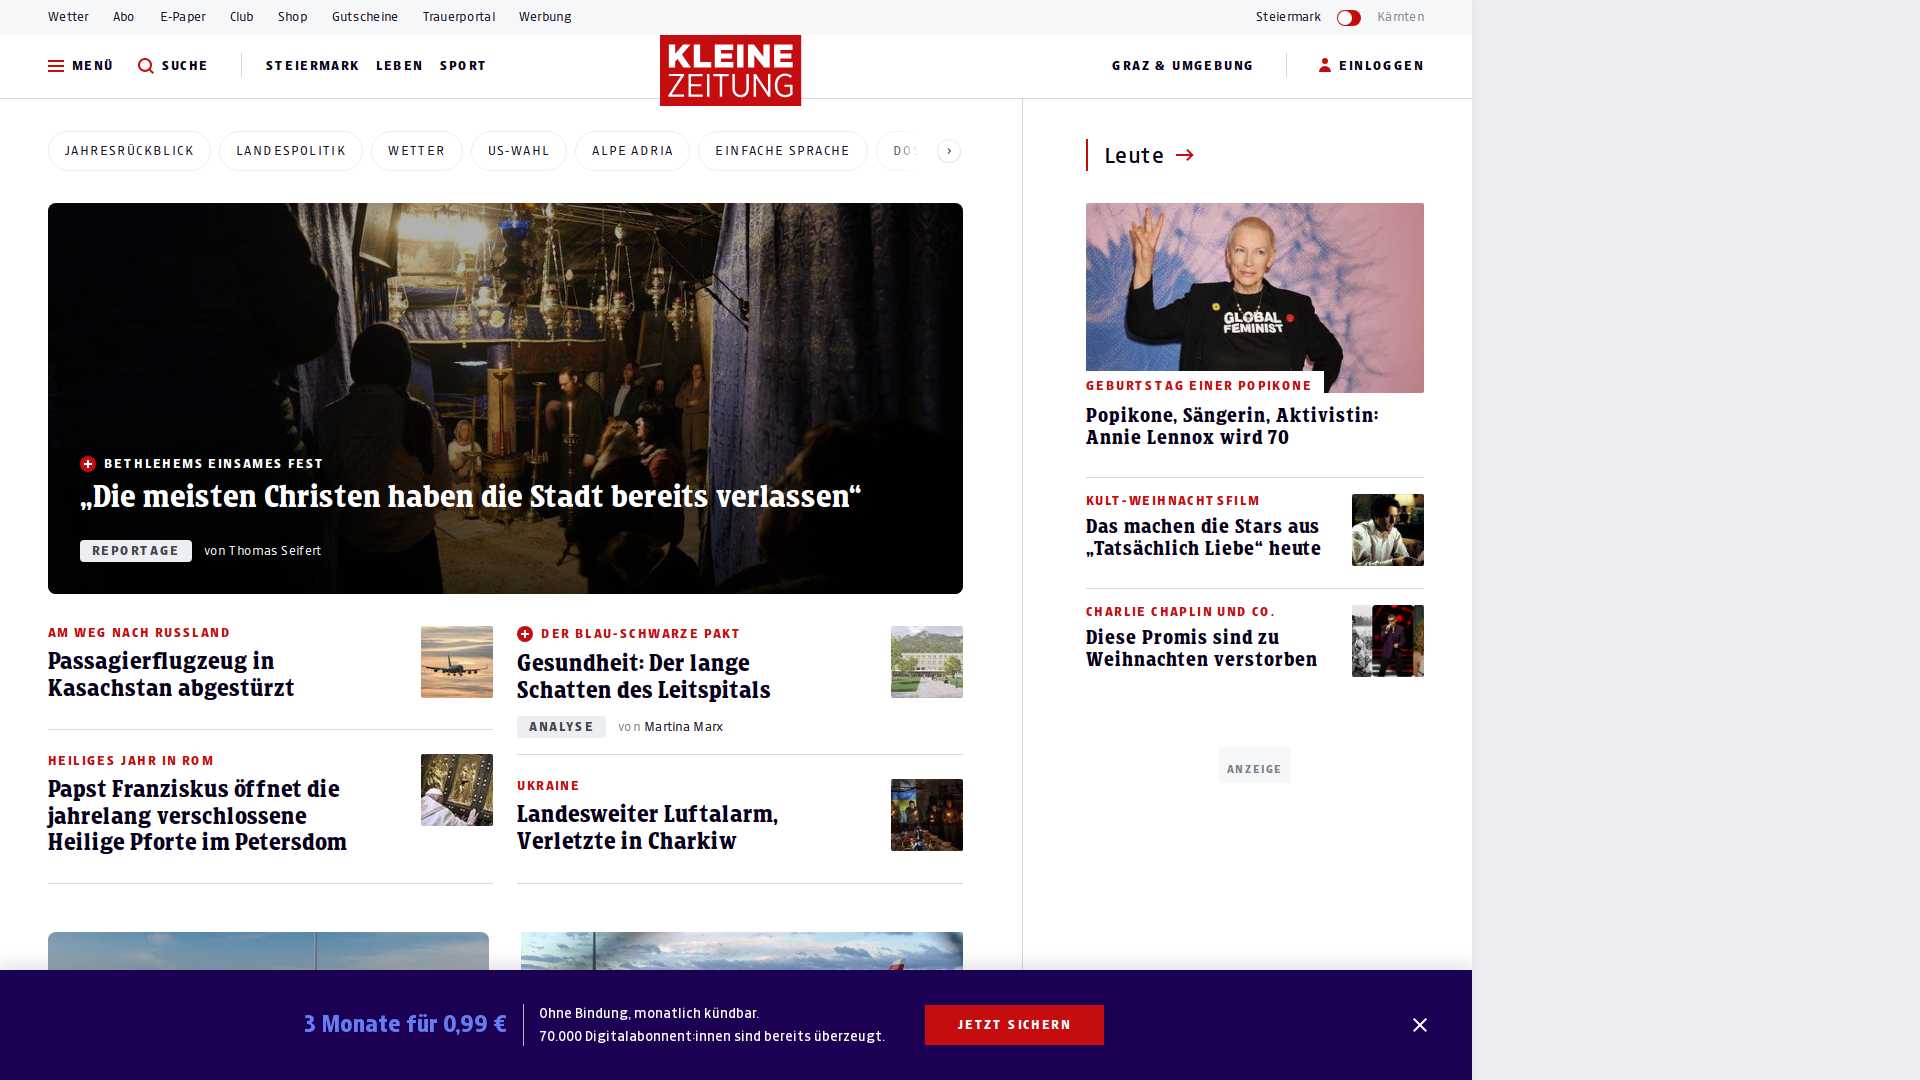 Wetter Abo E-Paper Club Shop Gutscheine Trauerportal Werbung Steiermark Kärnten
MENÜ SUCHE STEIERMARK LEBEN SPORT KLEINE ZEITUNG GRAZ & UMGEBUNG EINLOGGEN
JAHRESRÜCKBLICK LANDESPOLITIK WETTER US-WAHL ALPE ADRIA EINFACHE SPRACHE
BETHLEHEMS EINSAMES FEST
„Die meisten Christen haben die Stadt bereits verlassen“
REPORTAGE von Thomas Seifert
AM WEG NACH RUSSLAND
Passagierflugzeug in
Kasachstan abgestürzt
HEILIGES JAHR IN ROM
Papst Franziskus öffnet die
jahrelang verschlossene
Heilige Pforte im Petersdom
DER BLAU-SCHWARZE PAKT
Gesundheit: Der lange
Schatten des Leitspitals
ANALYSE von Martina Marx
UKRAINE
Landesweiter Luftalarm,
Verletzte in Charkiw
Leute
GLOBAL
FEMINIST
GEBURTSTAG EINER POPIKONE
Popikone, Sängerin, Aktivistin:
Annie Lennox wird 70
KULT-WEIHNACHTSFILM
Das machen die Stars aus
„Tatsächlich Liebe“ heute
CHARLIE CHAPLIN UND CO.
Diese Promis sind zu
Weihnachten verstorben
ANZEIGE
3 Monate für 0,99 €
Ohne Bindung, monatlich kündbar.
70.000 Digitalabonnent:innen sind bereits überzeugt.
JETZT SICHERN